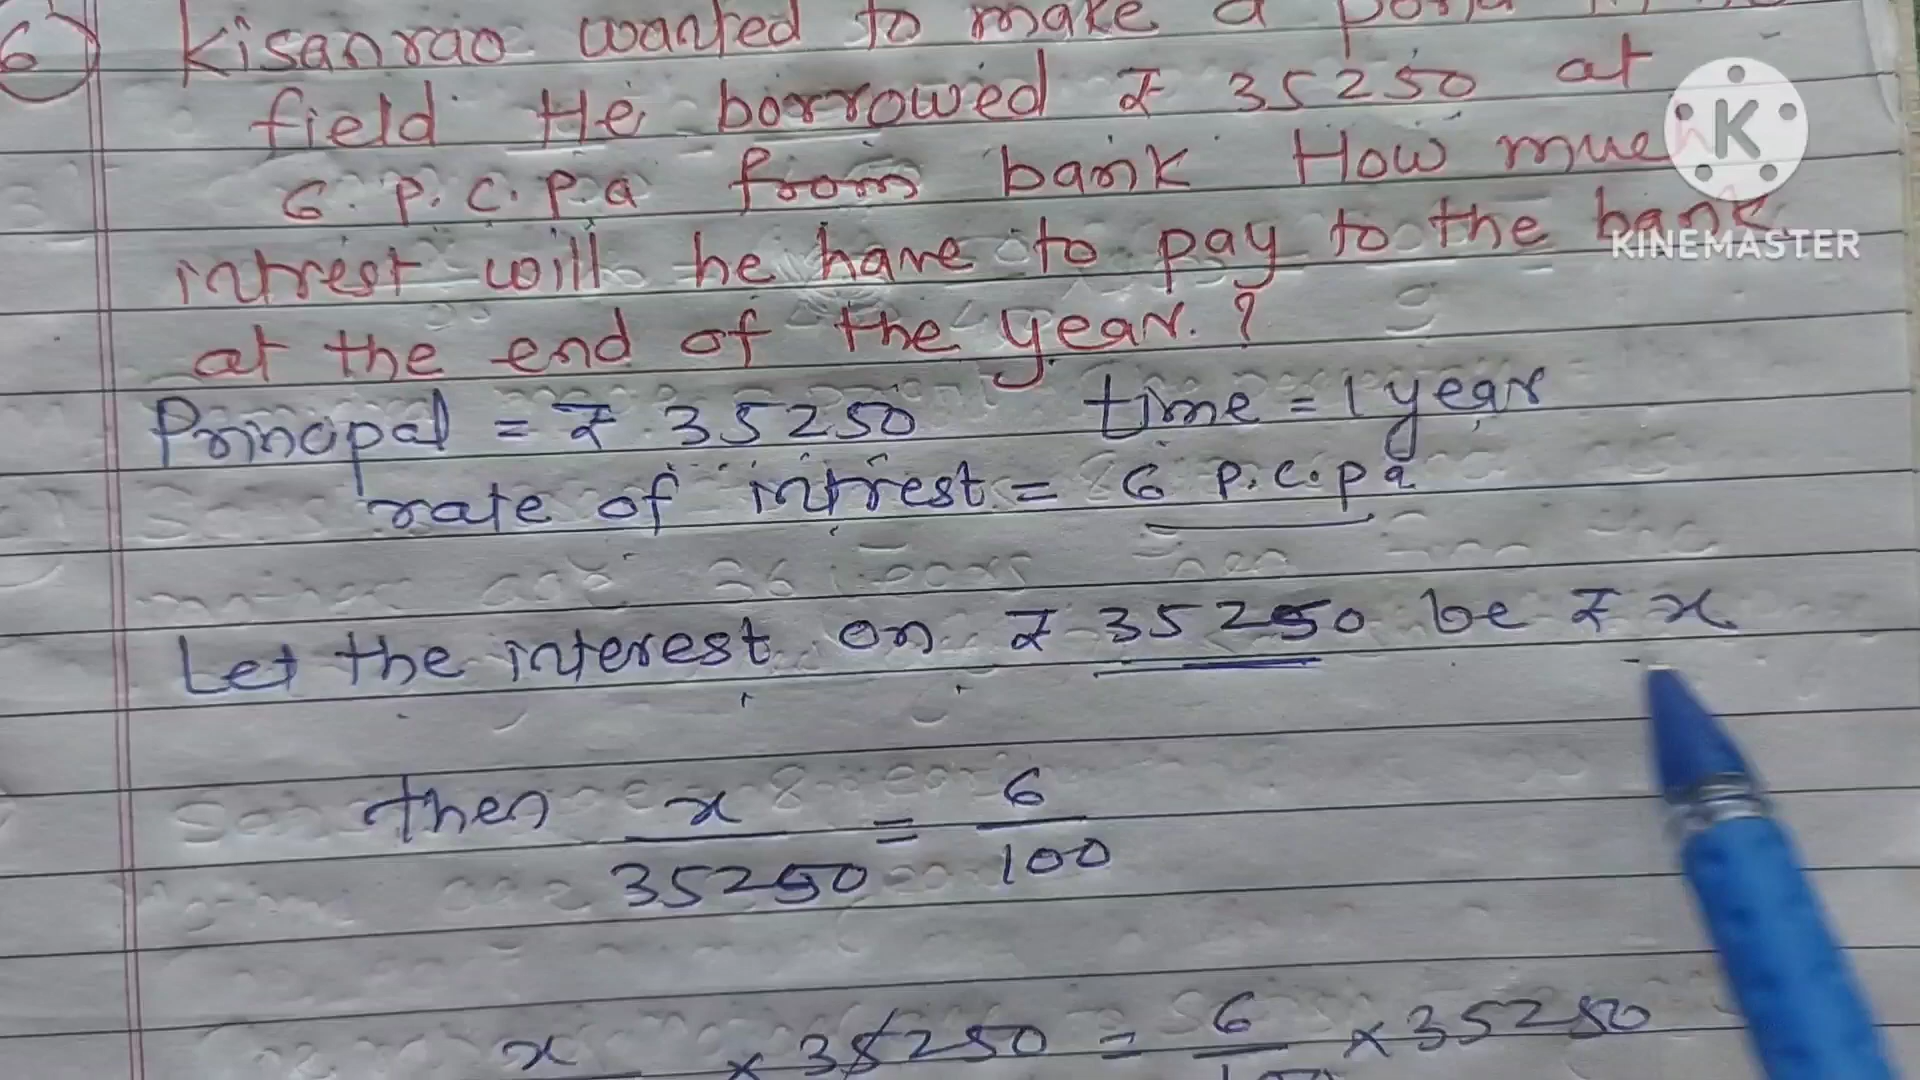 6
Kisanrao wanted to make a pond
field He borrowed ₹ 35250 at
6 P.C.P.a from bank How much
intrest will he have to pay to the bank
at the end of the year.?
Principal = ₹ 35250 time = 1 year
rate of intrest = 6 p.c.p.a
Let the interest on ₹ 35250 be ₹ x
then x/35250 = 6/100
x × 35250 = 6 × 35250
K
KINEMASTER